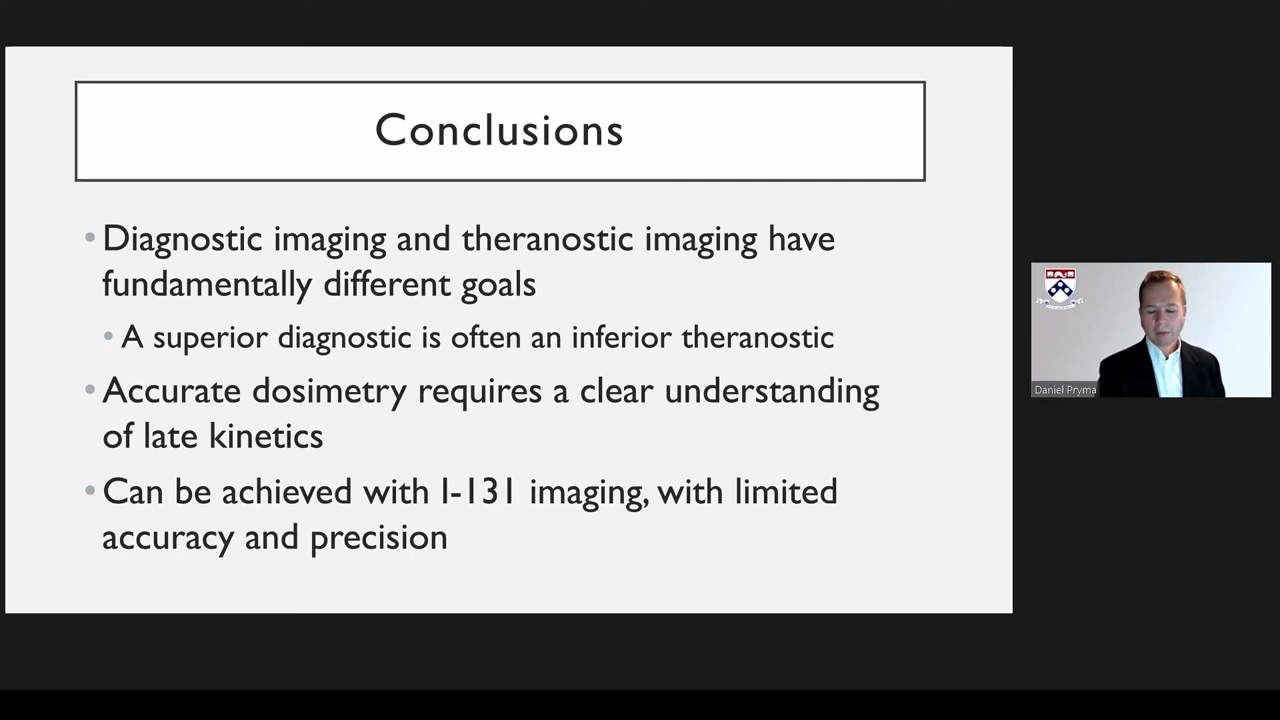 Conclusions
• Diagnostic imaging and theranostic imaging have
fundamentally different goals
• A superior diagnostic is often an inferior theranostic
• Accurate dosimetry requires a clear understanding
of late kinetics
• Can be achieved with I-131 imaging, with limited
accuracy and precision
Daniel Pryma